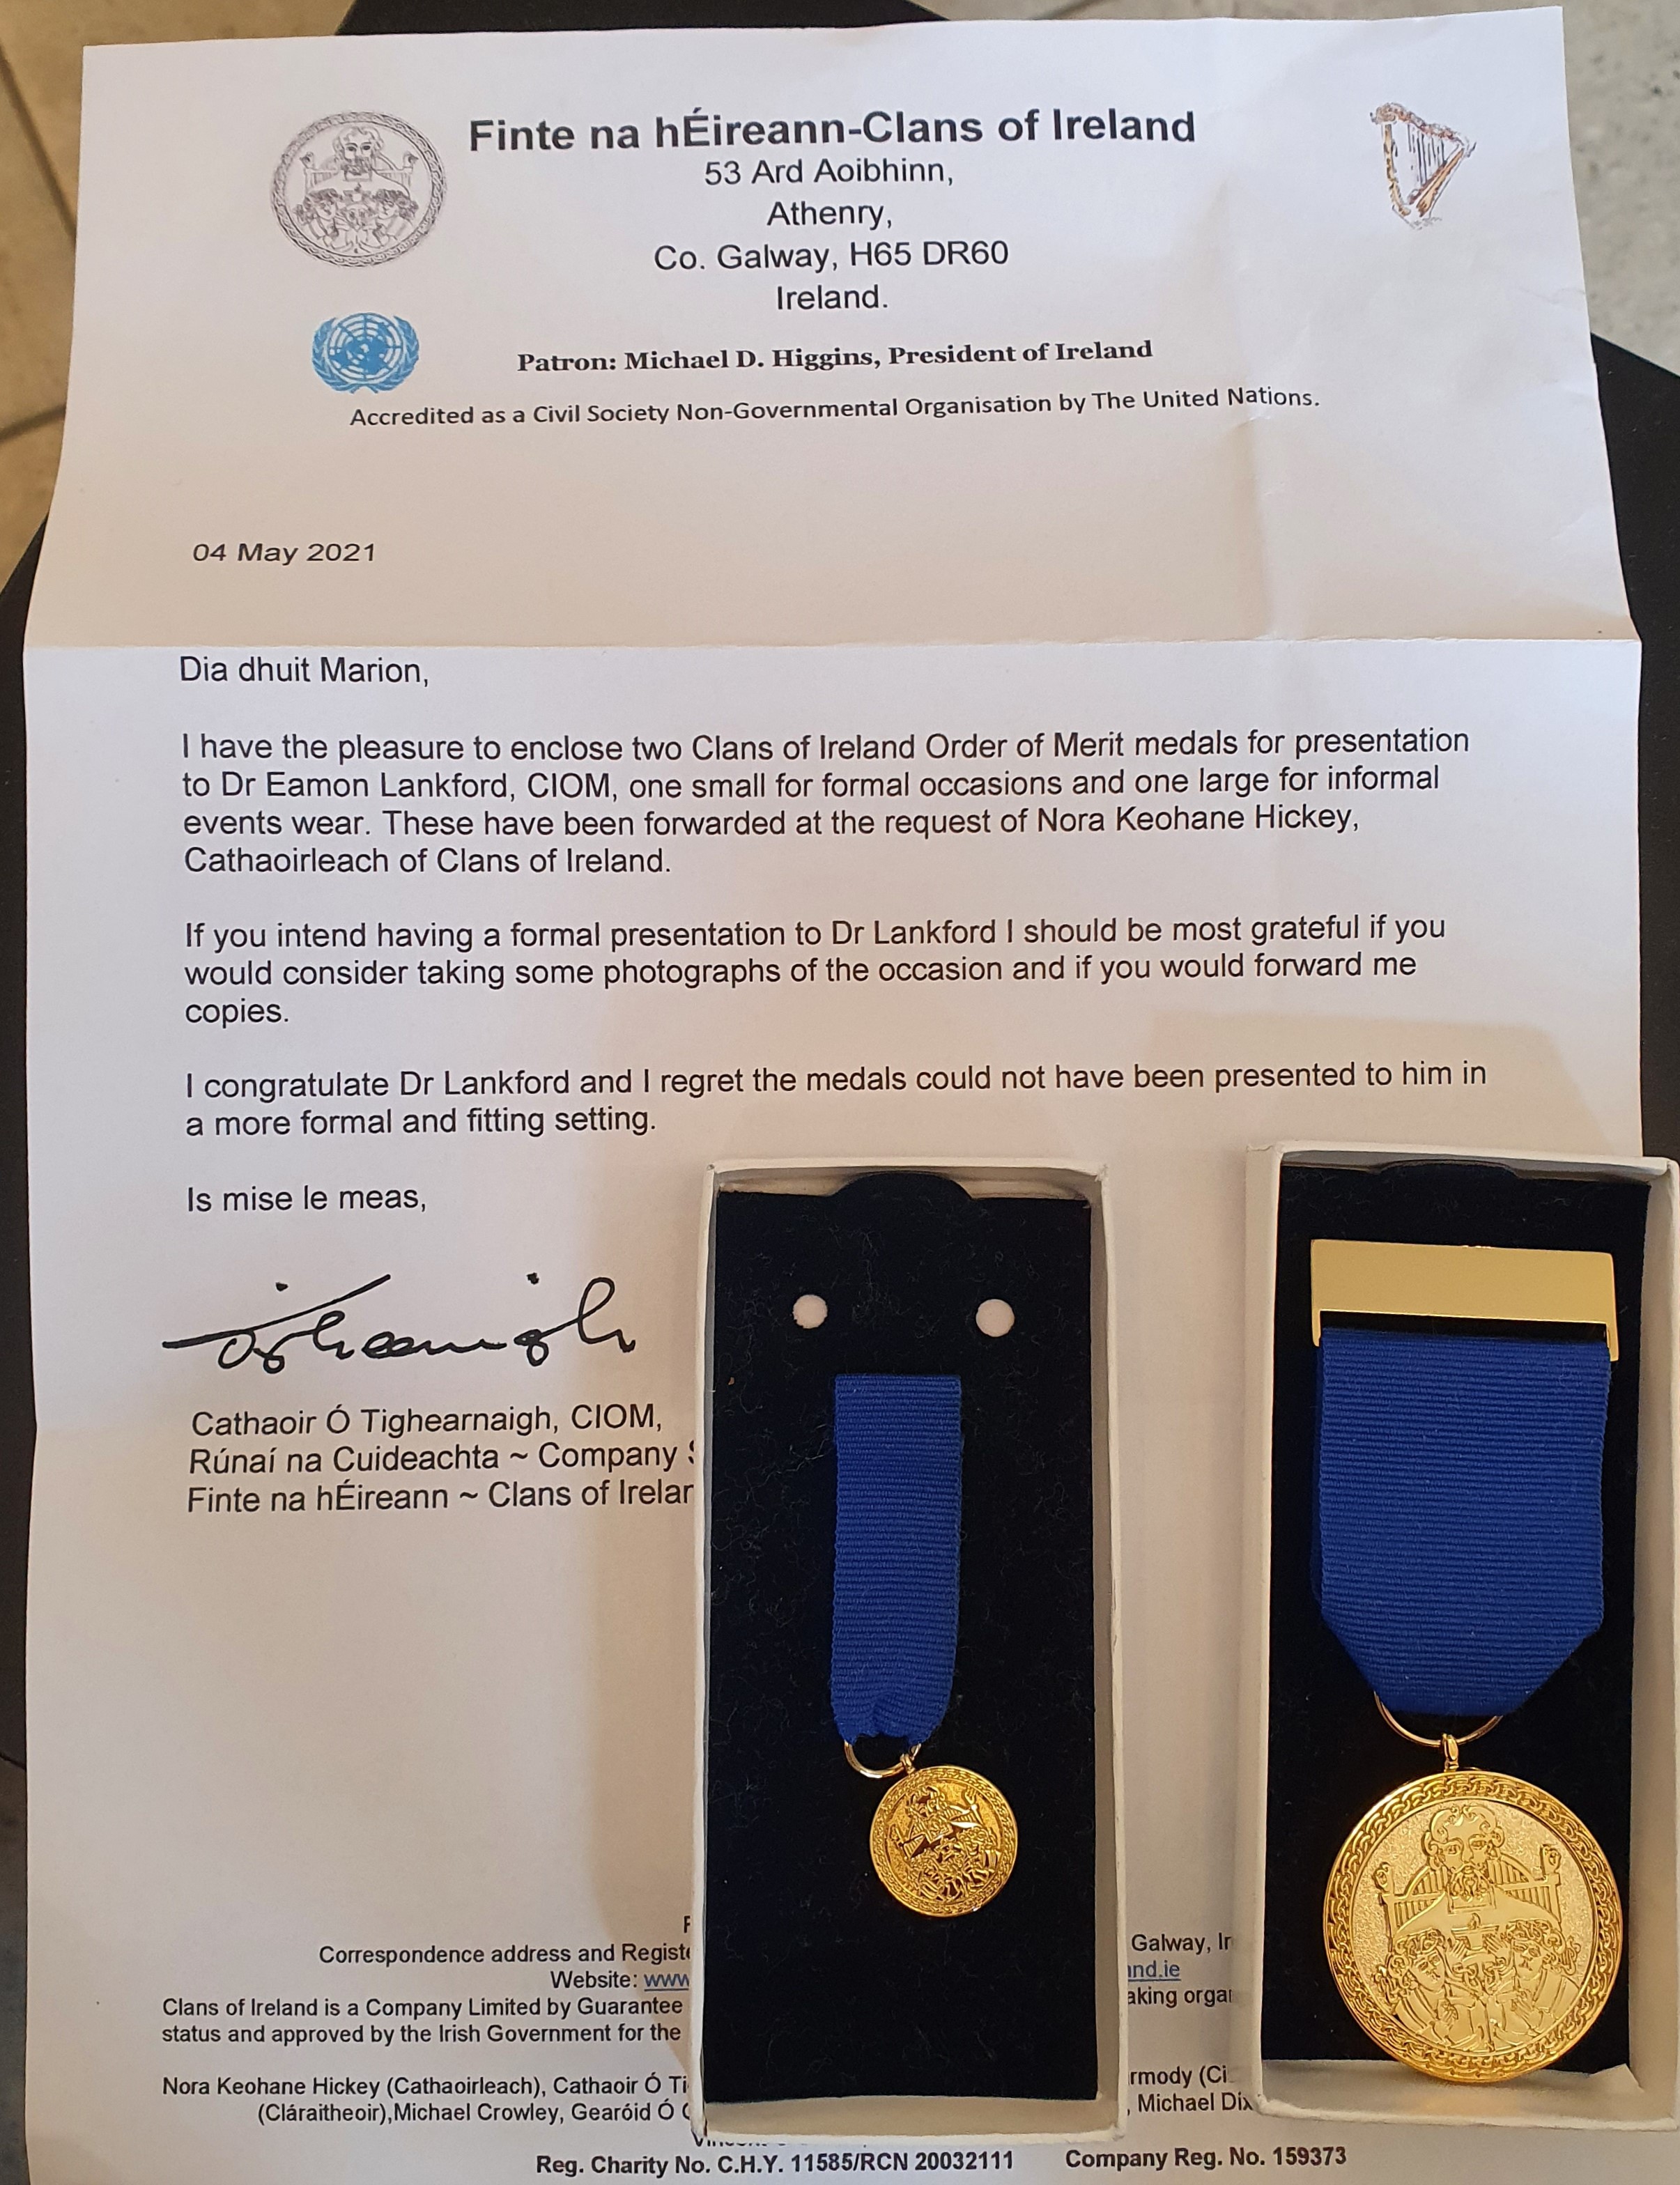 Finte na hÉireann-Clans of Ireland
53 Ard Aoibhinn,
Athenry,
Co. Galway, H65 DR60
Ireland.
Patron: Michael D. Higgins, President of Ireland
Accredited as a Civil Society Non-Governmental Organisation by The United Nations.
04 May 2021
Dia dhuit Marion,
I have the pleasure to enclose two Clans of Ireland Order of Merit medals for presentation
to Dr Eamon Lankford, CIOM, one small for formal occasions and one large for informal
events wear. These have been forwarded at the request of Nora Keohane Hickey,
Cathaoirleach of Clans of Ireland.
If you intend having a formal presentation to Dr Lankford I should be most grateful if you
would consider taking some photographs of the occasion and if you would forward me
copies.
I congratulate Dr Lankford and I regret the medals could not have been presented to him in
a more formal and fitting setting.
Is mise le meas,
Cathaoir Ó Tighearnaigh, CIOM,
Rúnaí na Cuideachta ~ Company
Finte na hÉireann ~ Clans of
Correspondence address and Galway,
Website: www
Clans of Ireland is a Company Limited by Guarantee
status and approved by the Irish Government for the
Nora Keohane Hickey (Cathaoirleach), Cathaoir Ó
(Cláraitheoir),Michael Crowley, Gearóid Ó , Michael
Reg. Charity No. C.H.Y. 11585/RCN 20032111 Company Reg. No. 159373